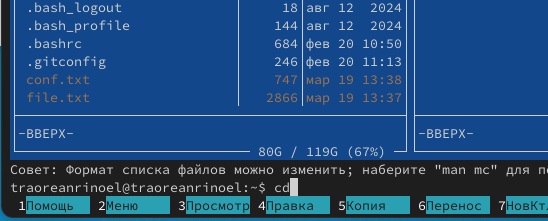 .bash_logout 18 авг 12 2024
.bash_profile 144 авг 12 2024
.bashrc 684 фев 20 10:50
.gitconfig 246 фев 20 11:13
conf.txt 747 мар 19 13:38
file.txt 2866 мар 19 13:37
-ВВЕРХ- -ВВЕРХ-
80G / 119G (67%)
Совет: Формат списка файлов можно изменить; наберите "man mc" для
traoreanrinoel@traoreanrinoel:~$ cd
1Помощь 2Меню 3Просмотр 4Правка 5Копия 6Перенос 7НовКт